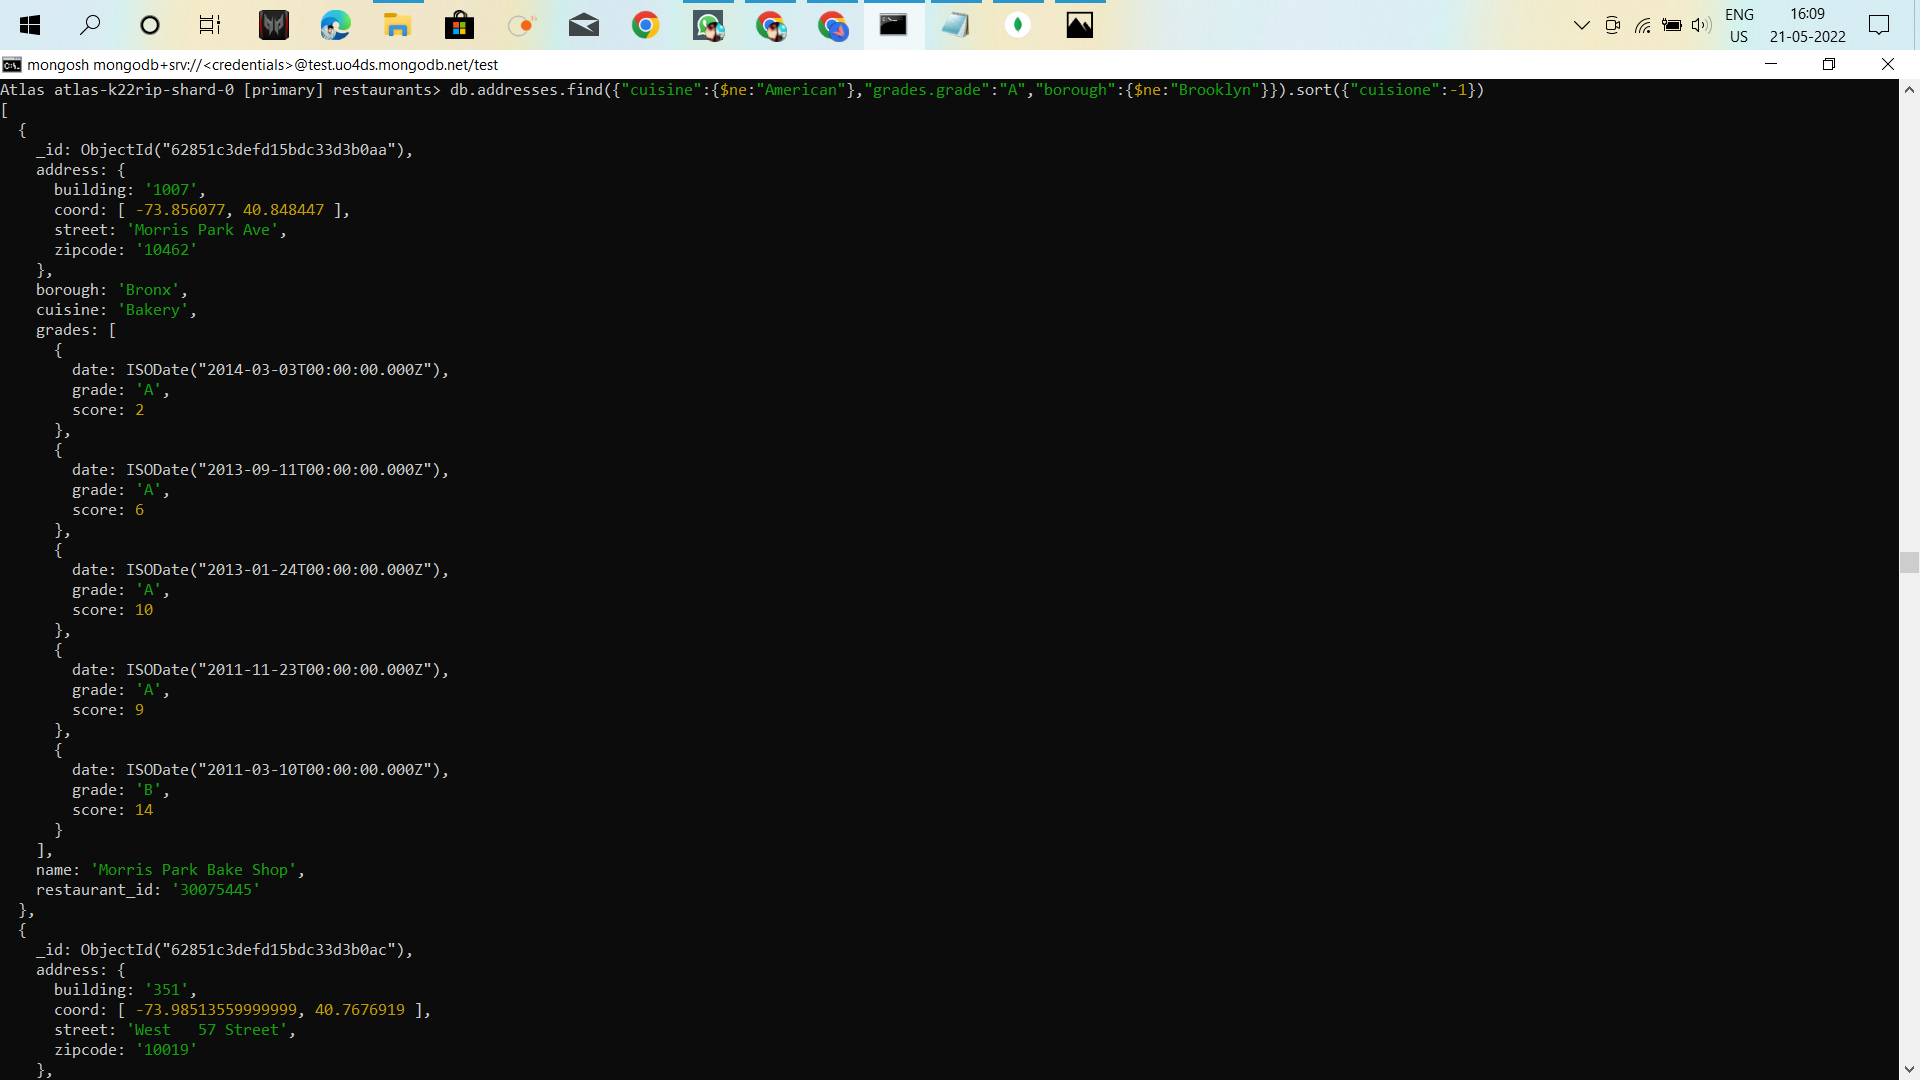 ENG
US
16:09
21-05-2022
mongosh mongodb+srv://<credentials>@test.uo4ds.mongodb.net/test
Atlas atlas-k22rip-shard-0 [primary] restaurants> db.addresses.find({"cuisine":{$ne:"American"},"grades.grade":"A","borough":{$ne:"Brooklyn"}}).sort({"cuisione":-1})
[
  {
    _id: ObjectId("62851c3defd15bdc33d3b0aa"),
    address: {
      building: '1007',
      coord: [ -73.856077, 40.848447 ],
      street: 'Morris Park Ave',
      zipcode: '10462'
    },
    borough: 'Bronx',
    cuisine: 'Bakery',
    grades: [
      {
        date: ISODate("2014-03-03T00:00:00.000Z"),
        grade: 'A',
        score: 2
      },
      {
        date: ISODate("2013-09-11T00:00:00.000Z"),
        grade: 'A',
        score: 6
      },
      {
        date: ISODate("2013-01-24T00:00:00.000Z"),
        grade: 'A',
        score: 10
      },
      {
        date: ISODate("2011-11-23T00:00:00.000Z"),
        grade: 'A',
        score: 9
      },
      {
        date: ISODate("2011-03-10T00:00:00.000Z"),
        grade: 'B',
        score: 14
      }
    ],
    name: 'Morris Park Bake Shop',
    restaurant_id: '30075445'
  },
  {
    _id: ObjectId("62851c3defd15bdc33d3b0ac"),
    address: {
      building: '351',
      coord: [ -73.98513559999999, 40.7676919 ],
      street: 'West   57 Street',
      zipcode: '10019'
    },